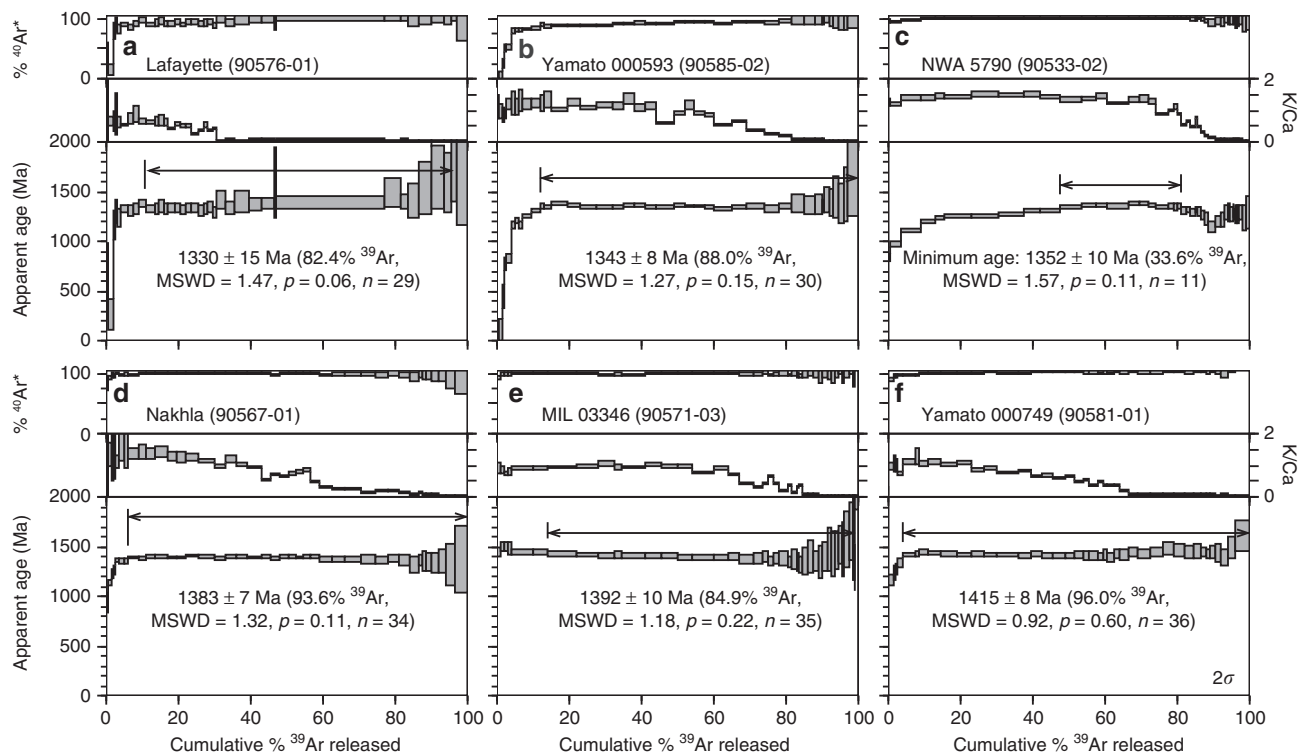 a
Lafayette (90576-01)
% ⁴⁰Ar*
100
0
2000
1500
1000
500
0
Apparent age (Ma)
1330 ± 15 Ma (82.4% ³⁹Ar,
MSWD = 1.47, p = 0.06, n = 29)
b
Yamato 000593 (90585-02)
1343 ± 8 Ma (88.0% ³⁹Ar,
MSWD = 1.27, p = 0.15, n = 30)
c
NWA 5790 (90533-02)
2
1
0
K/Ca
Minimum age: 1352 ± 10 Ma (33.6% ³⁹Ar,
MSWD = 1.57, p = 0.11, n = 11)
d
Nakhla (90567-01)
% ⁴⁰Ar*
100
0
2000
1500
1000
500
0
Apparent age (Ma)
1383 ± 7 Ma (93.6% ³⁹Ar,
MSWD = 1.32, p = 0.11, n = 34)
0 20 40 60 80 100
Cumulative % ³⁹Ar released
e
MIL 03346 (90571-03)
1392 ± 10 Ma (84.9% ³⁹Ar,
MSWD = 1.18, p = 0.22, n = 35)
0 20 40 60 80 100
Cumulative % ³⁹Ar released
f
Yamato 000749 (90581-01)
2
1
0
K/Ca
1415 ± 8 Ma (96.0% ³⁹Ar,
MSWD = 0.92, p = 0.60, n = 36)
2σ
0 20 40 60 80 100
Cumulative % ³⁹Ar released